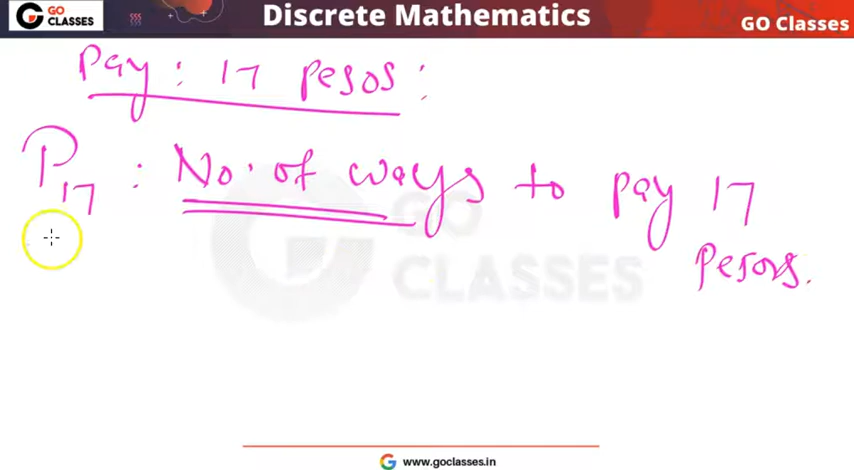 GO
CLASSES
Discrete Mathematics
GO Classes
Pay : 17 pesos :
P17 : No. of ways to pay 17
pesos.
GO
CLASSES
www.goclasses.in